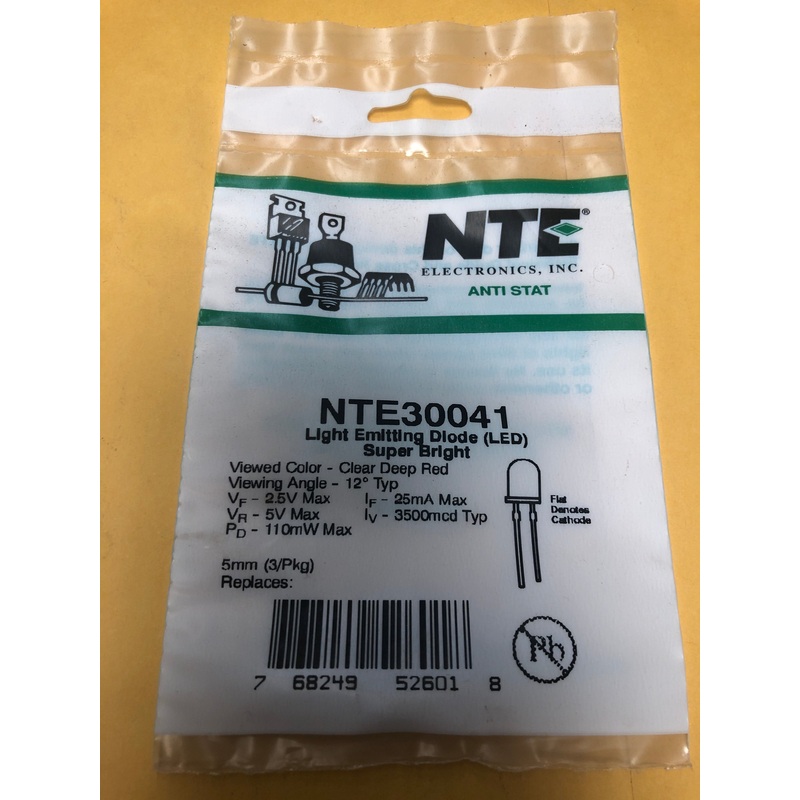 NTE®
ELECTRONICS, INC.
ANTI STAT
NTE30041
Light Emitting Diode (LED)
Super Bright
Viewed Color - Clear Deep Red
Viewing Angle - 12° Typ
VF - 2.5V Max IF - 25mA Max
VR - 5V Max IV - 3500mcd Typ
PD - 110mW Max
Flat
Denotes
Cathode
5mm (3/Pkg)
Replaces:
Pb
7 68249 52601 8